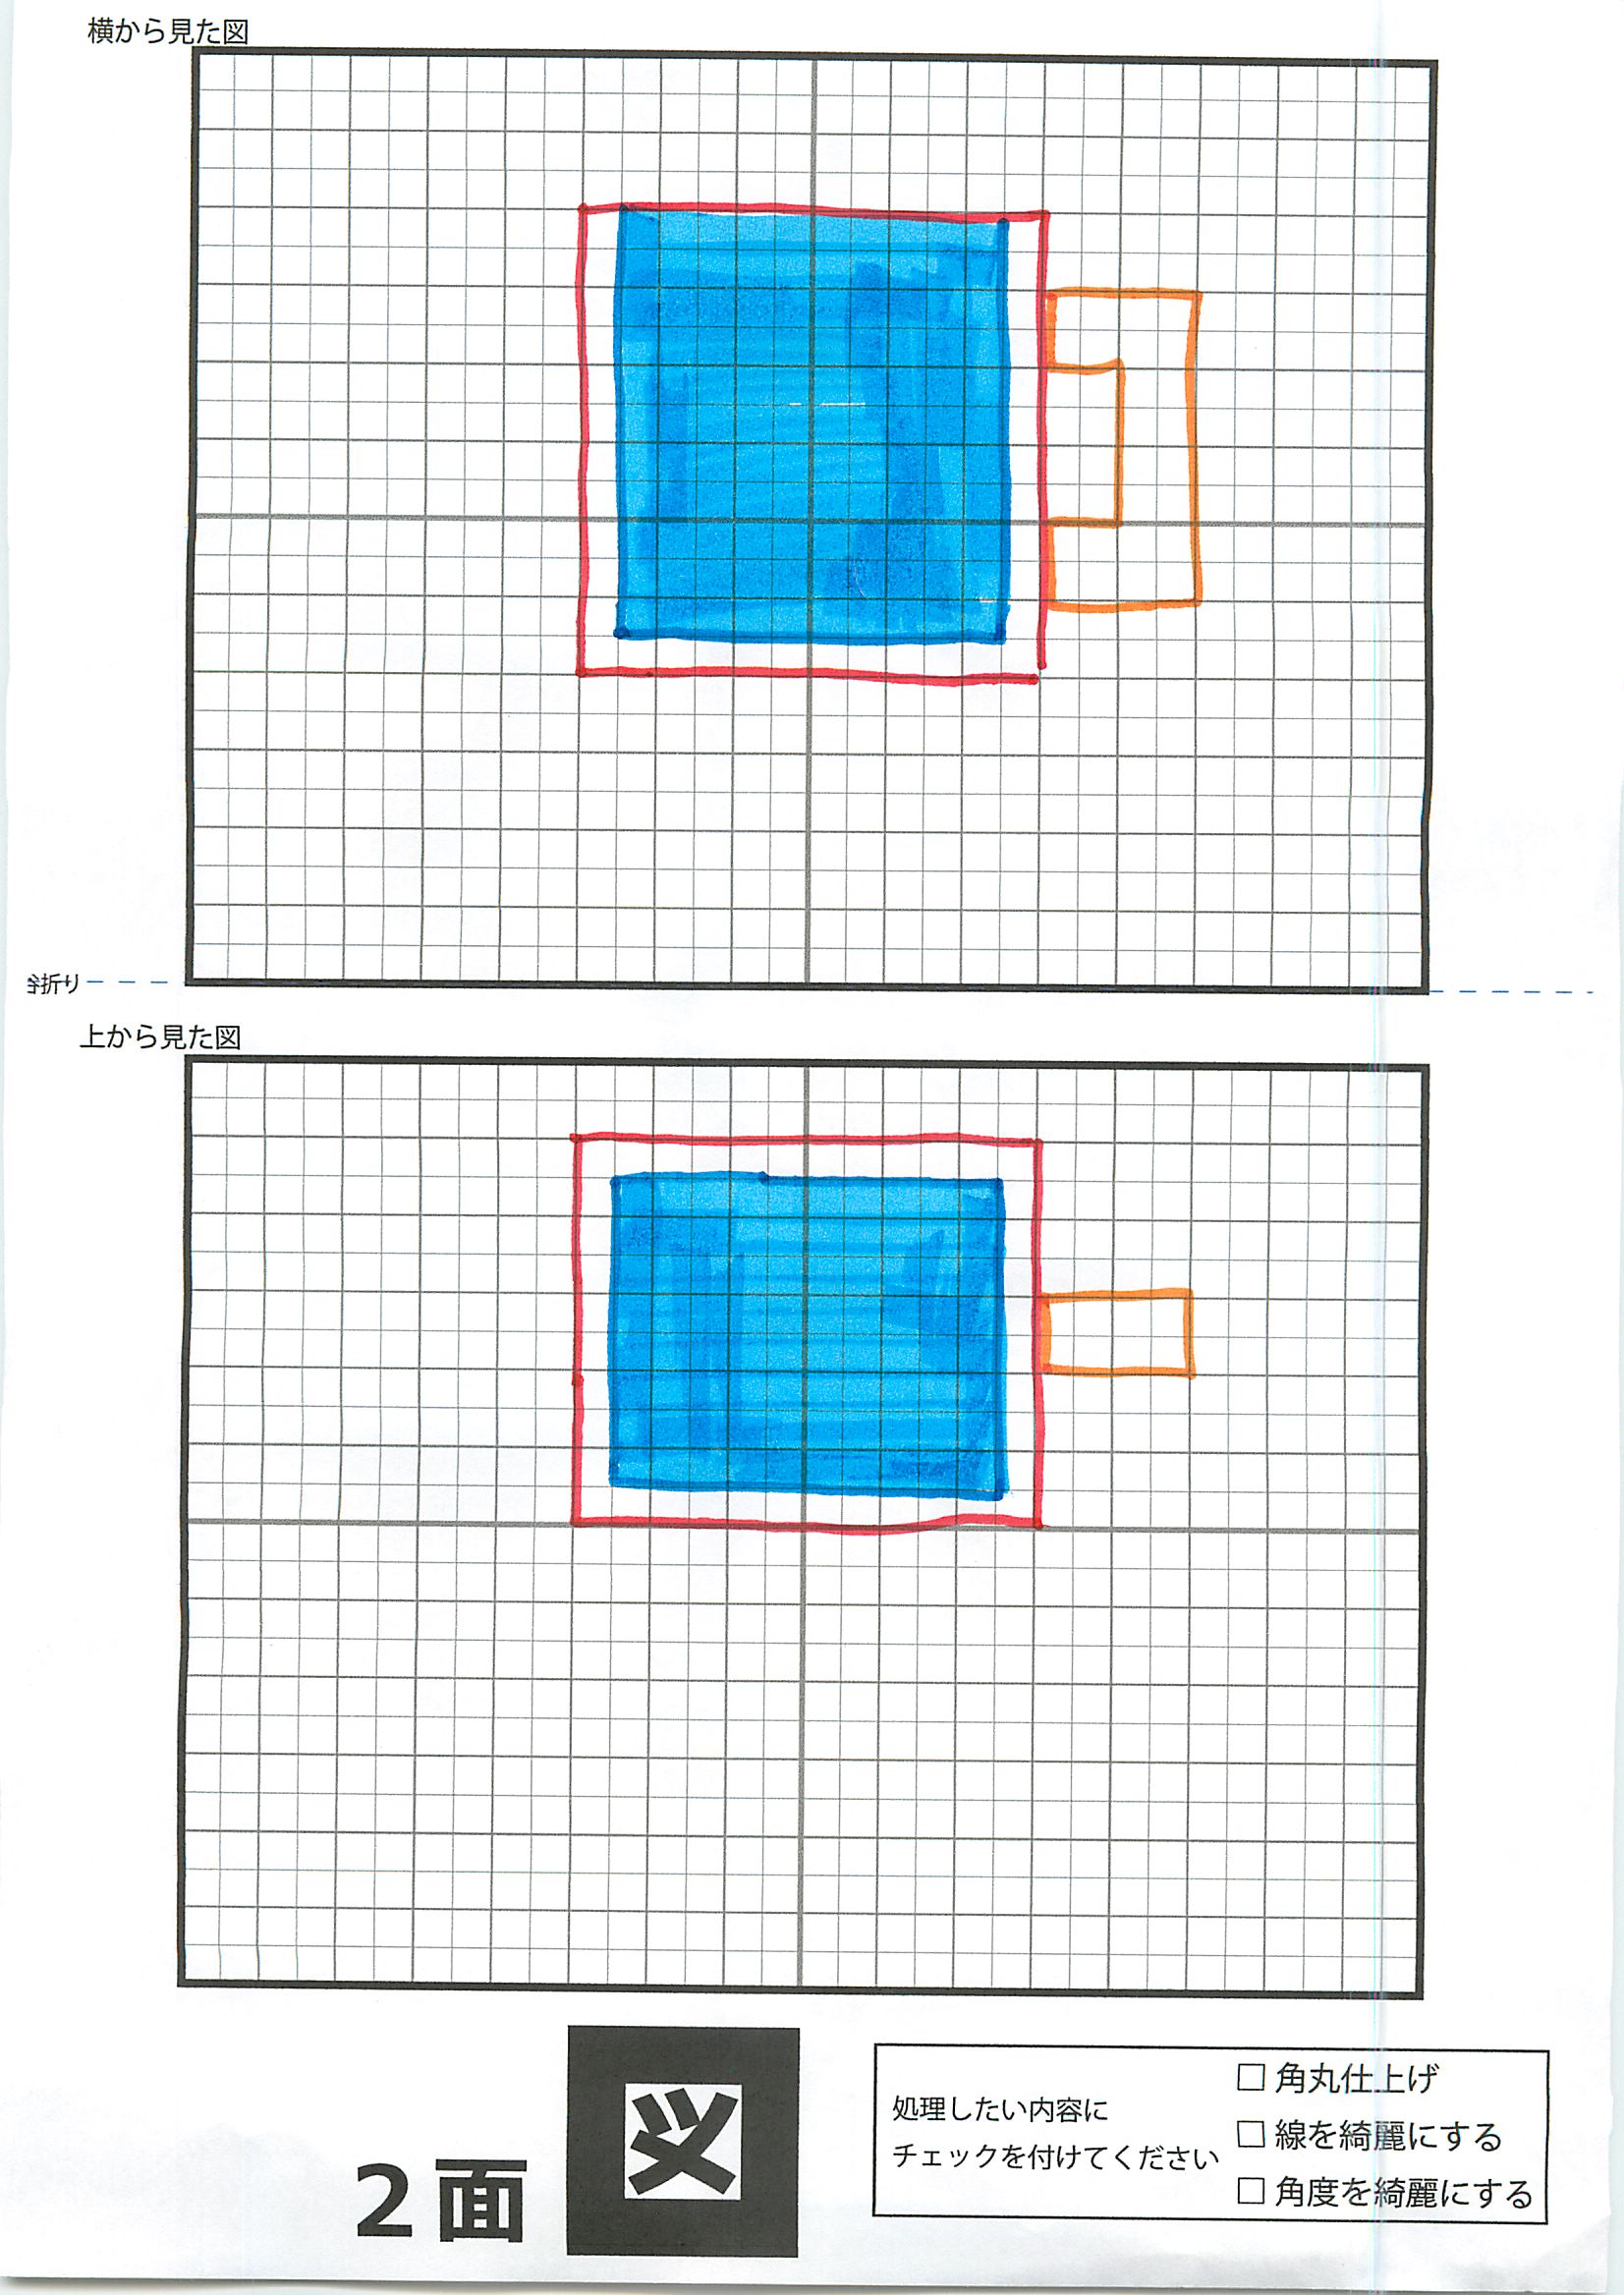 横から見た図
谷折り
上から見た図
2面
図
処理したい内容に
チェックを付けてください
□ 角丸仕上げ
□ 線を綺麗にする
□ 角度を綺麗にする